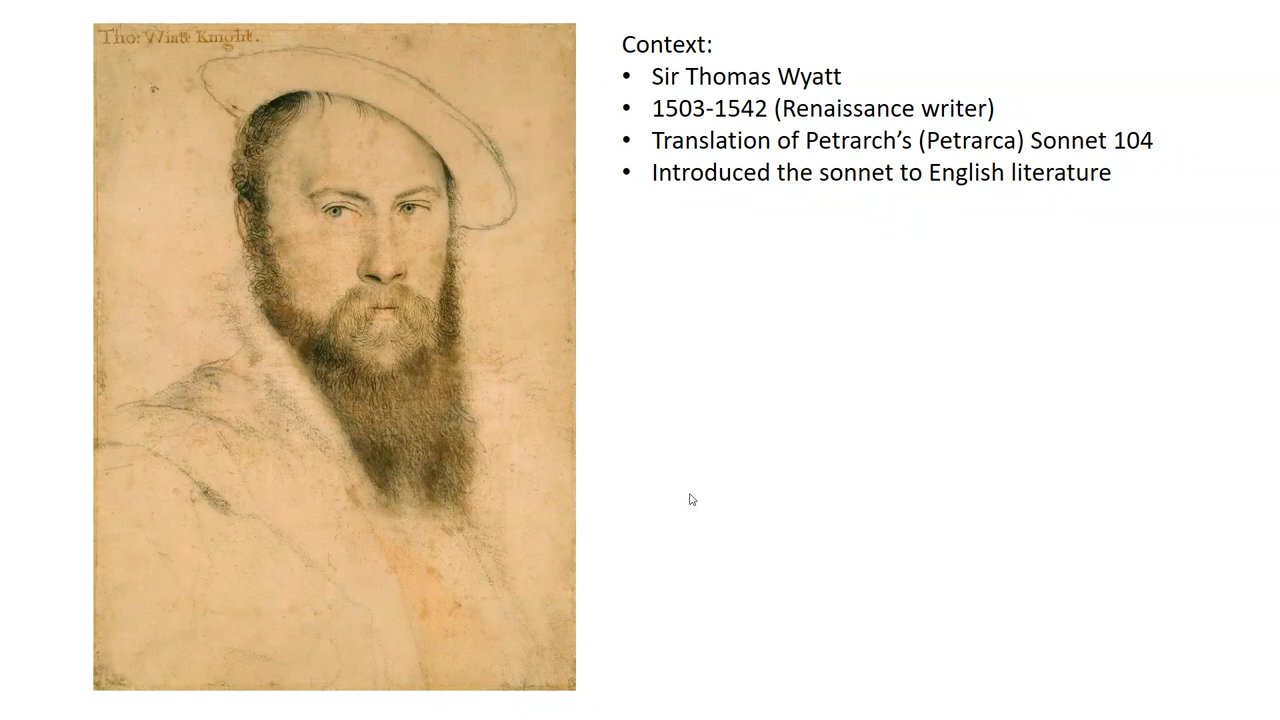 Tho: Wiatt Knight.
Context:
• Sir Thomas Wyatt
• 1503-1542 (Renaissance writer)
• Translation of Petrarch’s (Petrarca) Sonnet 104
• Introduced the sonnet to English literature